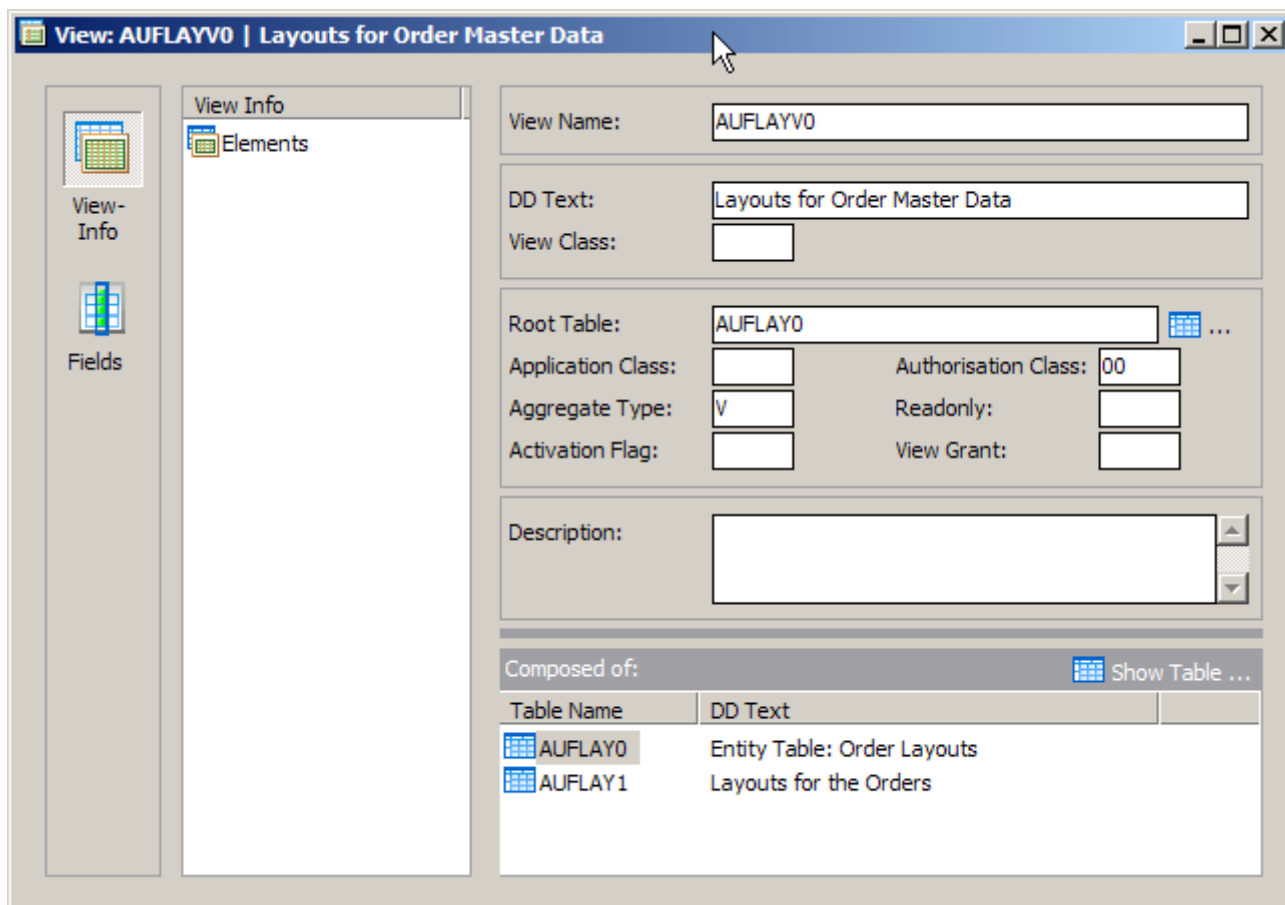 View: AUFLAYV0 | Layouts for Order Master Data
View-
Info
Fields
View Info
Elements
View Name: AUFLAYV0
DD Text: Layouts for Order Master Data
View Class:
Root Table: AUFLAY0 ...
Application Class: Authorisation Class: 00
Aggregate Type: V Readonly:
Activation Flag: View Grant:
Description:
Composed of: Show Table ...
Table Name DD Text
AUFLAY0 Entity Table: Order Layouts
AUFLAY1 Layouts for the Orders